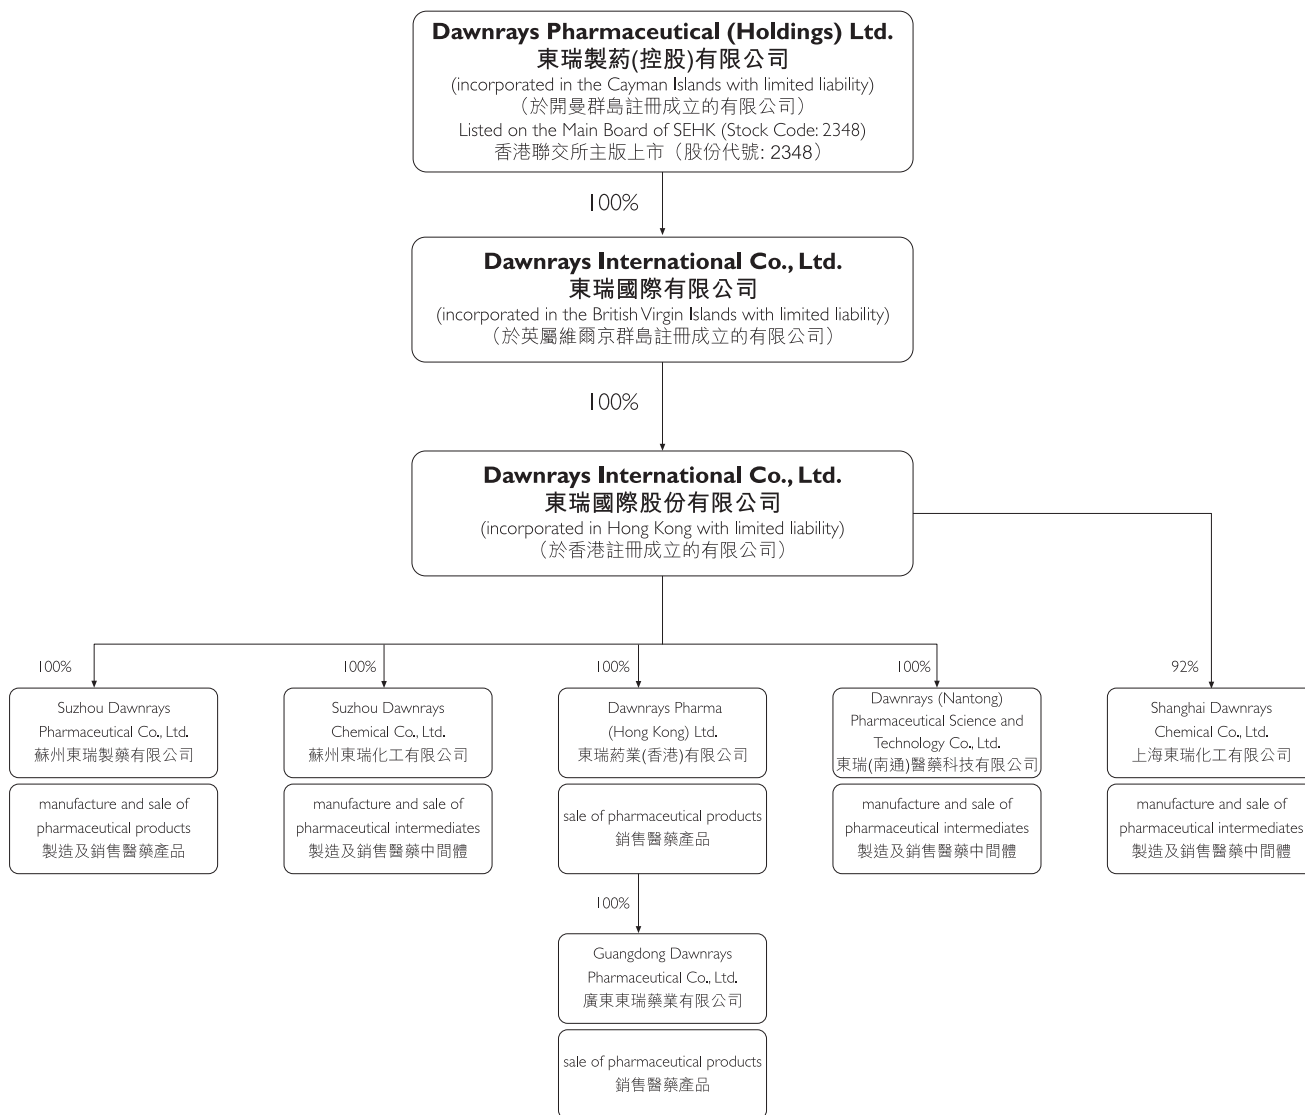 Dawnrays Pharmaceutical (Holdings) Ltd.
東瑞製葯(控股)有限公司
(incorporated in the Cayman Islands with limited liability)
（於開曼群島註冊成立的有限公司）
Listed on the Main Board of SEHK (Stock Code: 2348)
香港聯交所主版上市（股份代號: 2348）
100%
Dawnrays International Co., Ltd.
東瑞國際有限公司
(incorporated in the British Virgin Islands with limited liability)
（於英屬維爾京群島註冊成立的有限公司）
100%
Dawnrays International Co., Ltd.
東瑞國際股份有限公司
(incorporated in Hong Kong with limited liability)
（於香港註冊成立的有限公司）
100%
Suzhou Dawnrays
Pharmaceutical Co., Ltd.
蘇州東瑞製藥有限公司
manufacture and sale of
pharmaceutical products
製造及銷售醫藥產品
100%
Suzhou Dawnrays
Chemical Co., Ltd.
蘇州東瑞化工有限公司
manufacture and sale of
pharmaceutical intermediates
製造及銷售醫藥中間體
100%
Dawnrays Pharma
(Hong Kong) Ltd.
東瑞葯業(香港)有限公司
sale of pharmaceutical products
銷售醫藥產品
100%
Guangdong Dawnrays
Pharmaceutical Co., Ltd.
廣東東瑞藥業有限公司
sale of pharmaceutical products
銷售醫藥產品
100%
Dawnrays (Nantong)
Pharmaceutical Science and
Technology Co., Ltd.
東瑞(南通)醫藥科技有限公司
manufacture and sale of
pharmaceutical intermediates
製造及銷售醫藥中間體
92%
Shanghai Dawnrays
Chemical Co., Ltd.
上海東瑞化工有限公司
manufacture and sale of
pharmaceutical intermediates
製造及銷售醫藥中間體